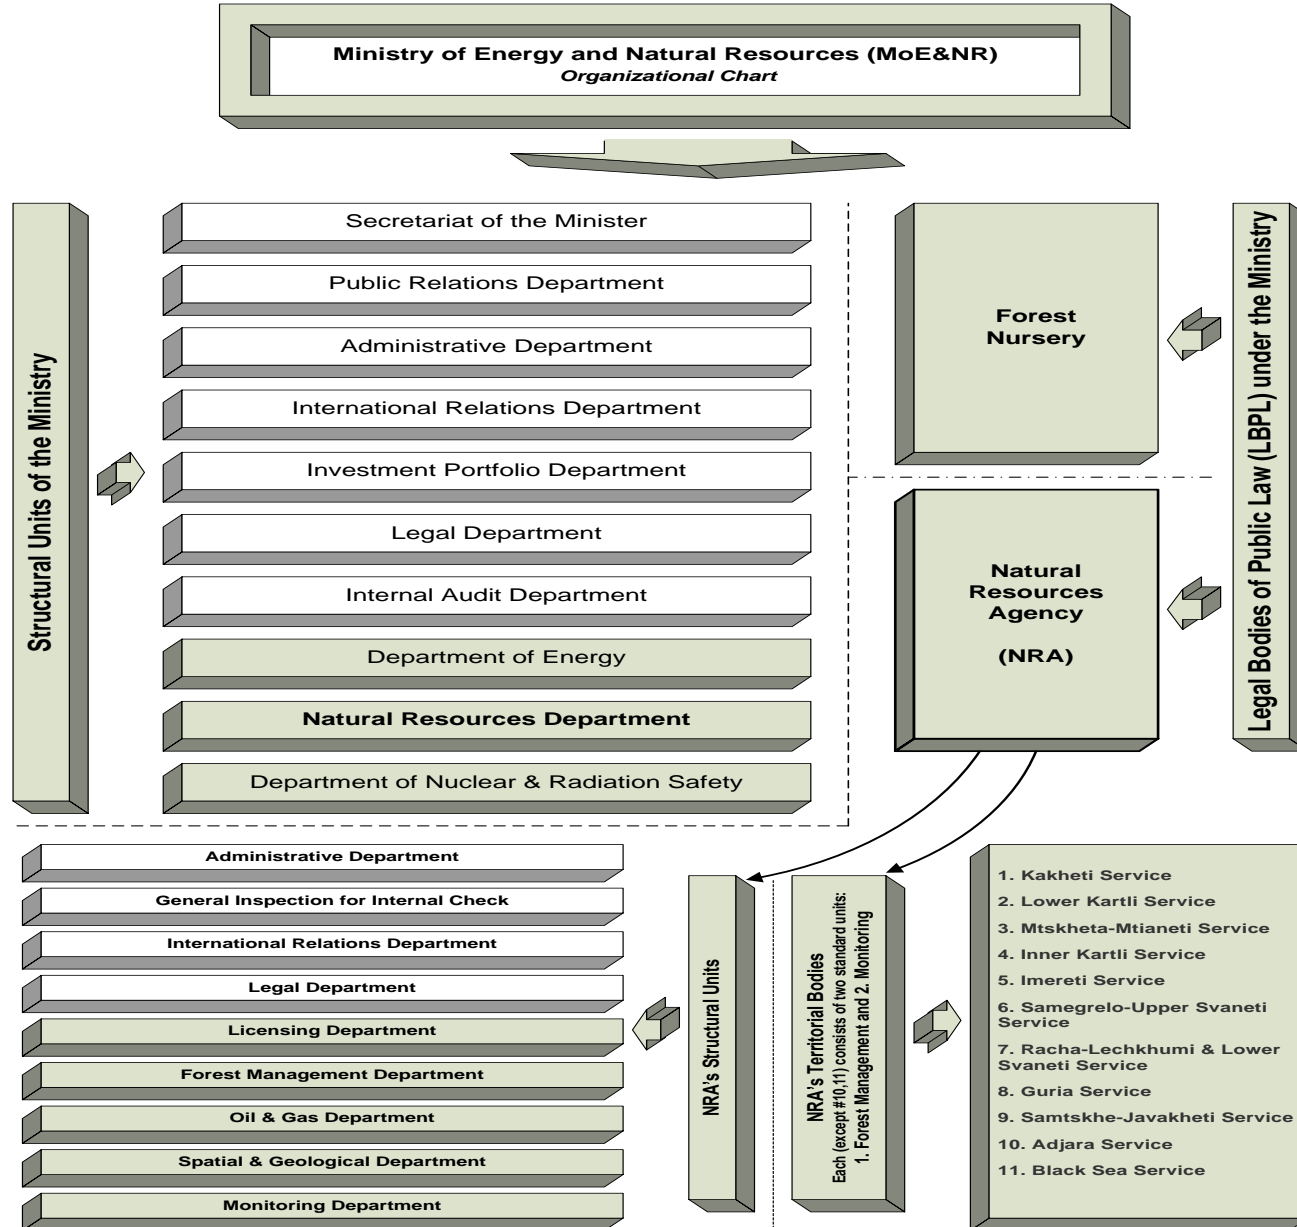 Ministry of Energy and Natural Resources (MoE&NR)
Organizational Chart
Structural Units of the Ministry
Secretariat of the Minister
Public Relations Department
Administrative Department
International Relations Department
Investment Portfolio Department
Legal Department
Internal Audit Department
Department of Energy
Natural Resources Department
Department of Nuclear & Radiation Safety
Forest
Nursery
Natural
Resources
Agency
(NRA)
Legal Bodies of Public Law (LBPL) under the Ministry
Administrative Department
General Inspection for Internal Check
International Relations Department
Legal Department
Licensing Department
Forest Management Department
Oil & Gas Department
Spatial & Geological Department
Monitoring Department
NRA's Structural Units
NRA's Territorial Bodies
Each (except #10,11) consists of two standard units:
1. Forest Management and 2. Monitoring
1. Kakheti Service
2. Lower Kartli Service
3. Mtskheta-Mtianeti Service
4. Inner Kartli Service
5. Imereti Service
6. Samegrelo-Upper Svaneti
Service
7. Racha-Lechkhumi & Lower
Svaneti Service
8. Guria Service
9. Samtskhe-Javakheti Service
10. Adjara Service
11. Black Sea Service